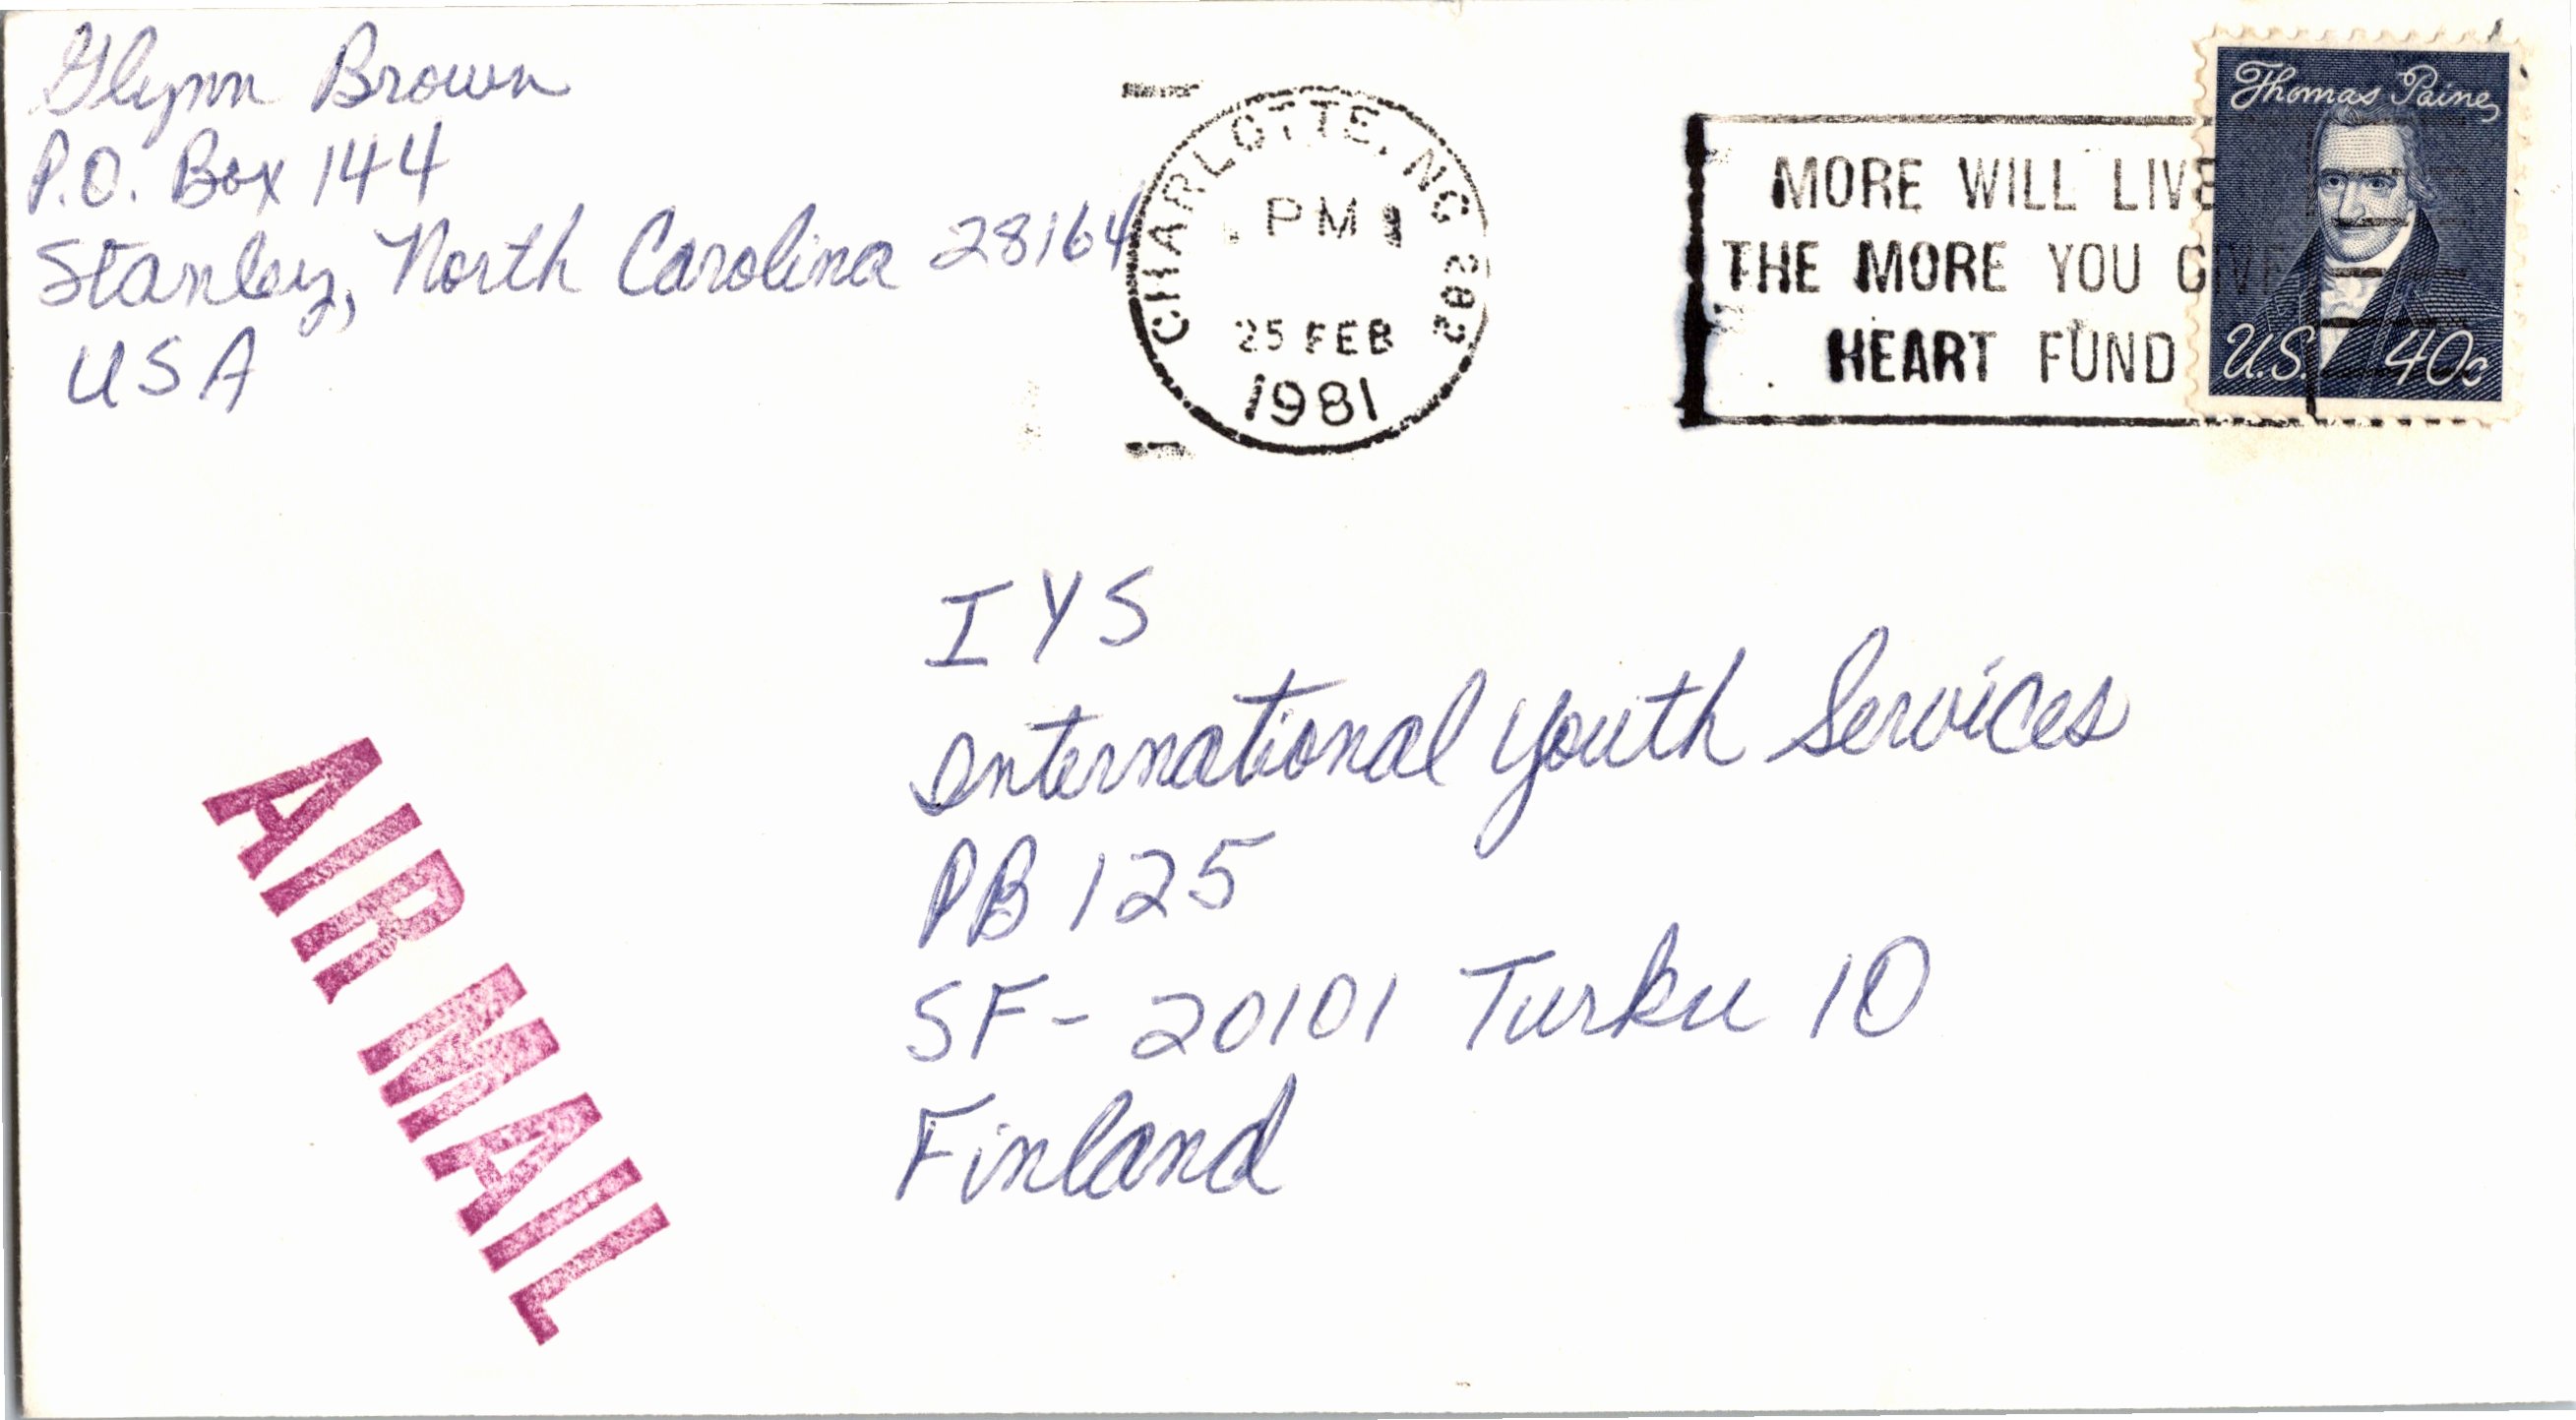 Glynn Brown
P.O. Box 144
Stanley, North Carolina 28164
USA
CHARLOTTE, NC 282
PM
25 FEB
1981
MORE WILL LIVE
THE MORE YOU GIVE
HEART FUND
Thomas Paine
U.S. 40c
IYS
International Youth Services
PB 125
SF- 20101 Turku 10
Finland
AIR MAIL